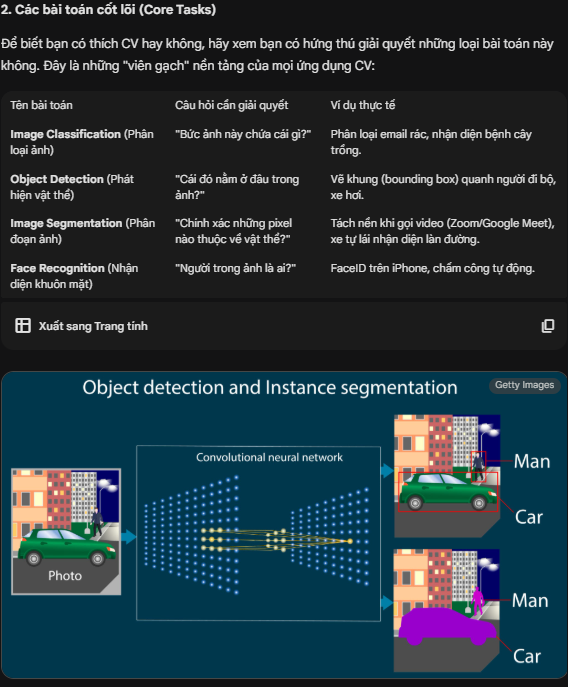 2. Các bài toán cốt lõi (Core Tasks)
Để biết bạn có thích CV hay không, hãy xem bạn có hứng thú giải quyết những loại bài toán này
không. Đây là những "viên gạch" nền tảng của mọi ứng dụng CV:
Tên bài toán
Câu hỏi cần giải quyết
Ví dụ thực tế
Image Classification (Phân
loại ảnh)
"Bức ảnh này chứa cái gì?"
Phân loại email rác, nhận diện bệnh cây
trồng.
Object Detection (Phát
hiện vật thể)
"Cái đó nằm ở đâu trong
ảnh?"
Vẽ khung (bounding box) quanh người đi bộ,
xe hơi.
Image Segmentation (Phân
đoạn ảnh)
"Chính xác những pixel
nào thuộc về vật thể?"
Tách nền khi gọi video (Zoom/Google Meet),
xe tự lái nhận diện làn đường.
Face Recognition (Nhận
diện khuôn mặt)
"Người trong ảnh là ai?"
FaceID trên iPhone, chấm công tự động.
Xuất sang Trang tính
Object detection and Instance segmentation
Getty Images
Convolutional neural network
Photo
Man
Car
Man
Car